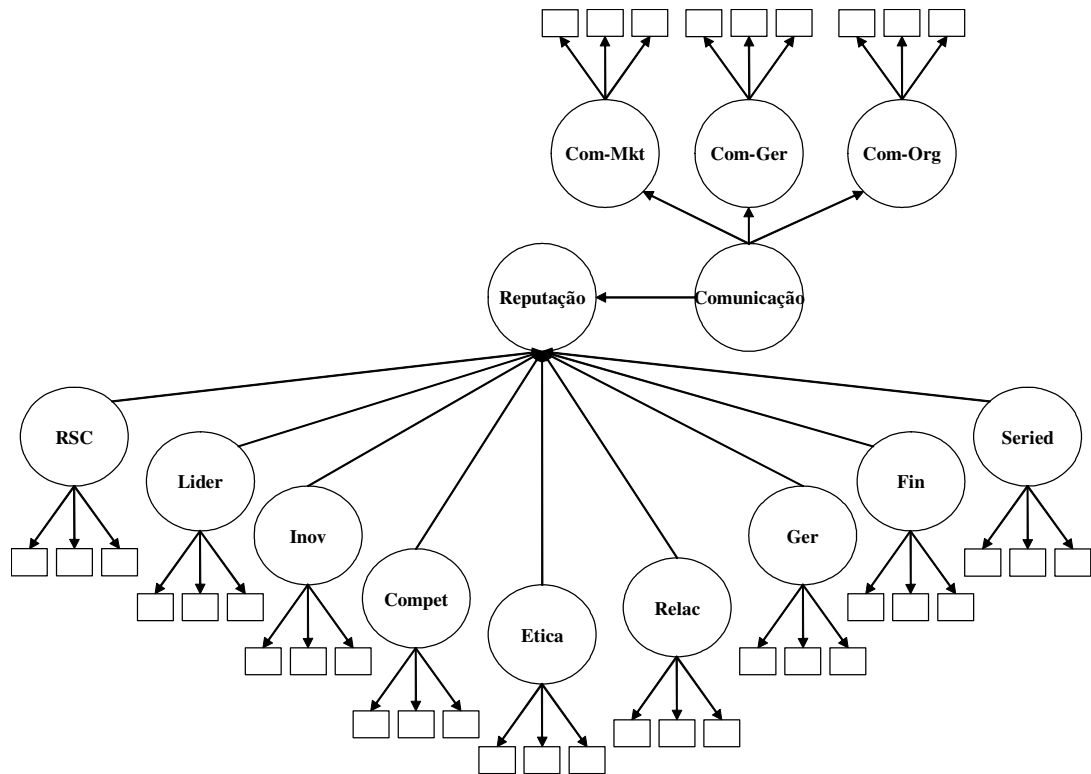 Com-Mkt
Com-Ger
Com-Org
Reputação
Comunicação
RSC
Lider
Inov
Compet
Etica
Relac
Ger
Fin
Seried